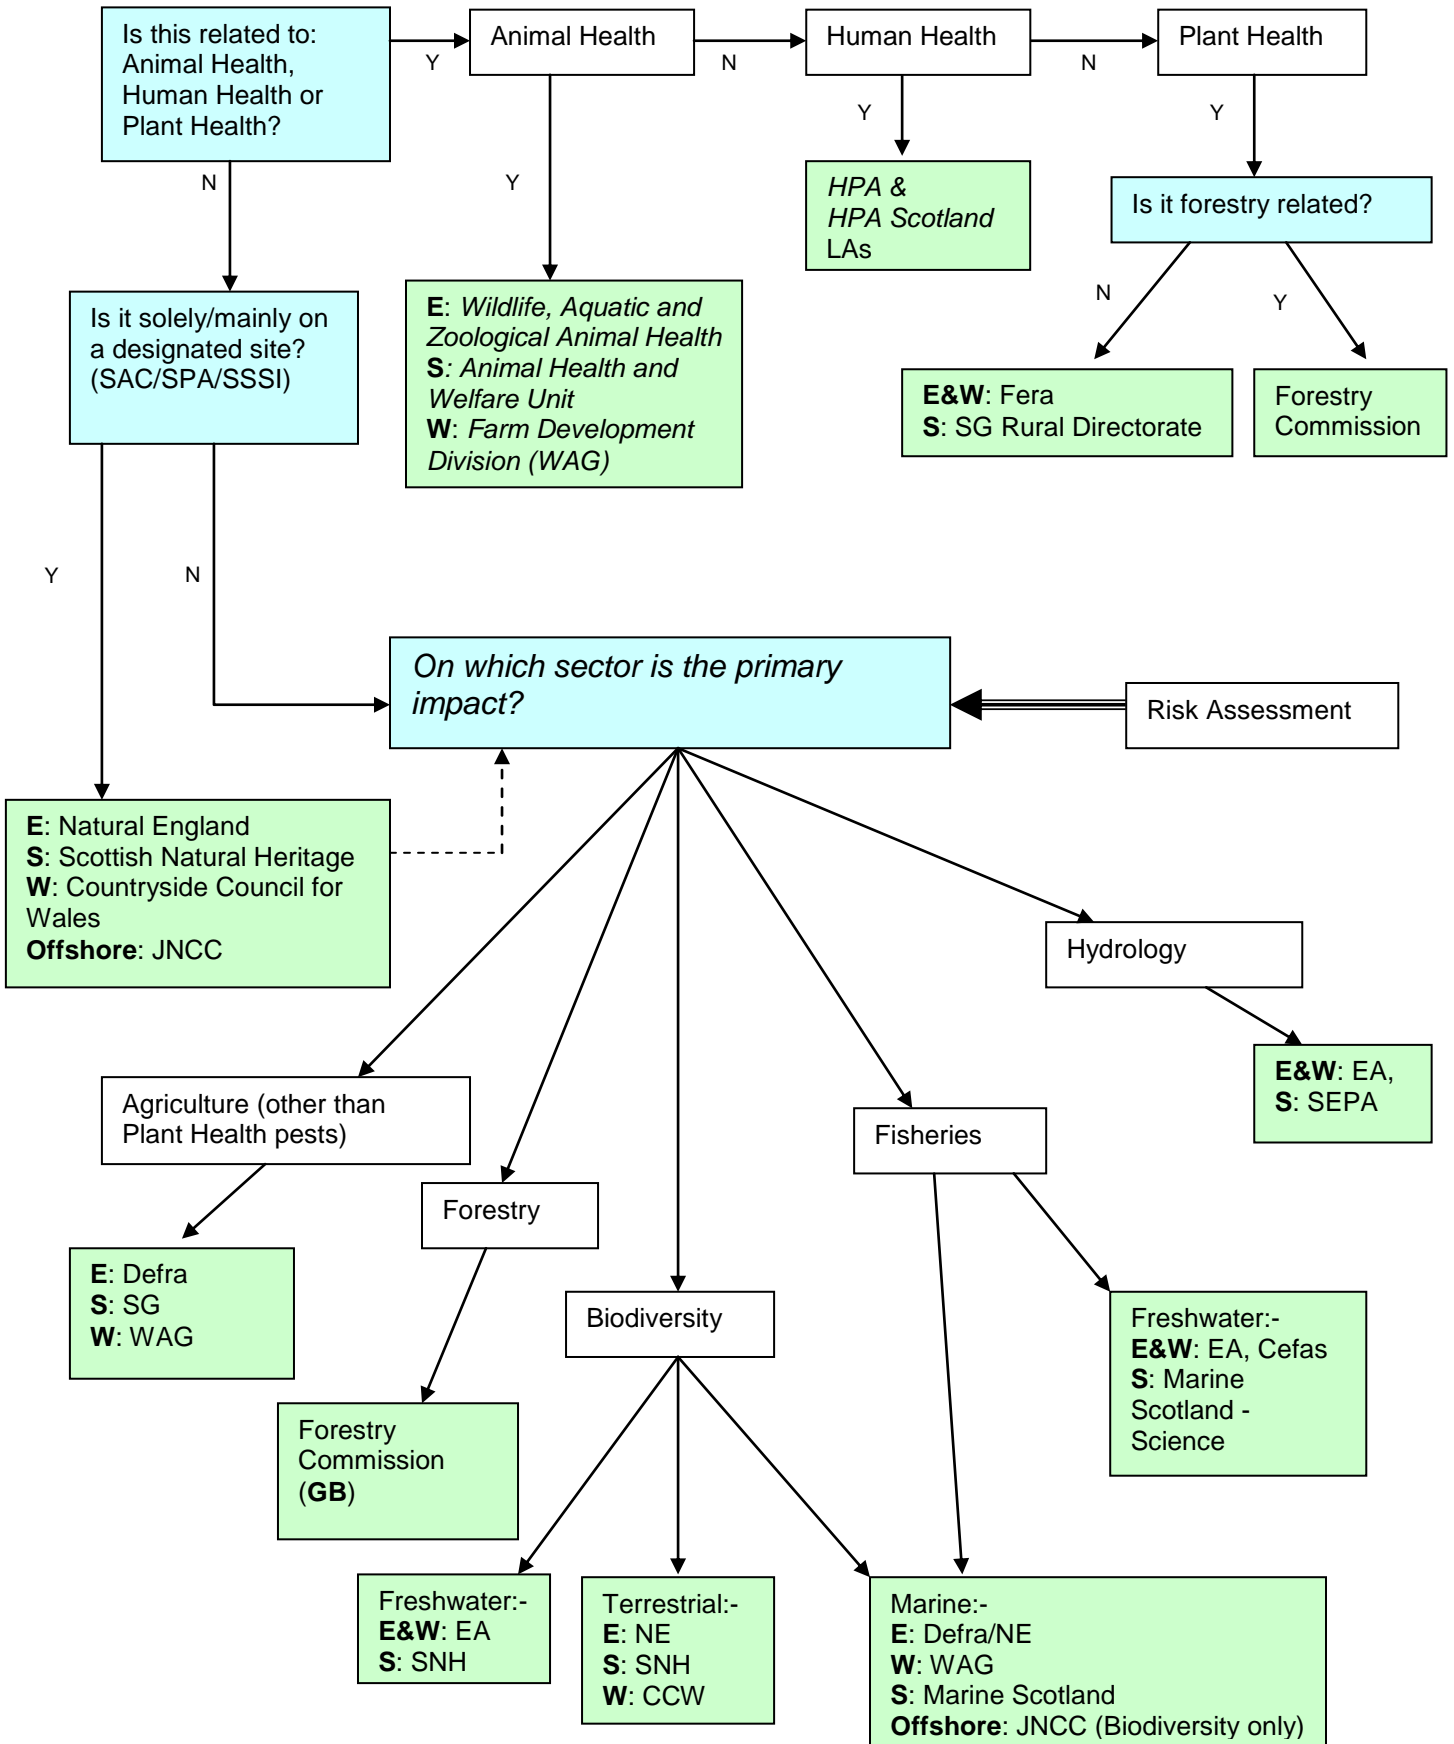 Is this related to:
Animal Health,
Human Health or
Plant Health?
Y
Animal Health
N
Human Health
N
Plant Health
N
Y
Y
Y
HPA &
HPA Scotland
LAs
Is it forestry related?
N
Y
E: Wildlife, Aquatic and
Zoological Animal Health
S: Animal Health and
Welfare Unit
W: Farm Development
Division (WAG)
Is it solely/mainly on
a designated site?
(SAC/SPA/SSSI)
E&W: Fera
S: SG Rural Directorate
Forestry
Commission
Y
N
On which sector is the primary
impact?
Risk Assessment
E: Natural England
S: Scottish Natural Heritage
W: Countryside Council for
Wales
Offshore: JNCC
Hydrology
E&W: EA,
S: SEPA
Agriculture (other than
Plant Health pests)
Fisheries
Forestry
E: Defra
S: SG
W: WAG
Biodiversity
Freshwater:-
E&W: EA, Cefas
S: Marine
Scotland -
Science
Forestry
Commission
(GB)
Freshwater:-
E&W: EA
S: SNH
Terrestrial:-
E: NE
S: SNH
W: CCW
Marine:-
E: Defra/NE
W: WAG
S: Marine Scotland
Offshore: JNCC (Biodiversity only)